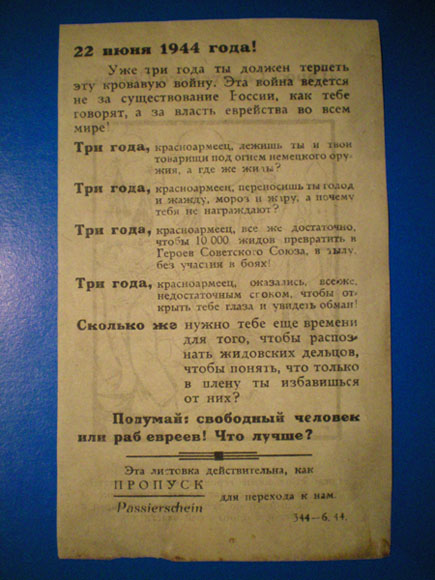 22 июня 1944 года!
Уже три года ты должен терпеть
эту кровавую войну. Эта война ведется
не за существование России, как тебе
говорят, а за власть еврейства во всем
мире!
Три года, красноармеец, лежишь ты и твои
товарищи под огнем немецкого ору-
жия, а где же жиды?
Три года, красноармеец, переносишь ты голод
и жажду, мороз и жару, а почему
тебя не награждают?
Три года, красноармеец, все же достаточно,
чтобы 10 000 жидов превратить в
Героев Советского Союза, в тылу,
без участия в боях!
Три года, красноармеец, оказались, все же,
недостаточным сроком, чтобы от-
крыть тебе глаза и увидеть обман!
Сколько же нужно тебе еще времени
для того, чтобы распоз-
нать жидовских дельцов,
чтобы понять, что только
в плену ты избавишься
от них?
Подумай: свободный человек
или раб евреев! Что лучше?
Эта листовка действительна, как
ПРОПУСК
для перехода к нам.
Passierschein
344—6. 44.